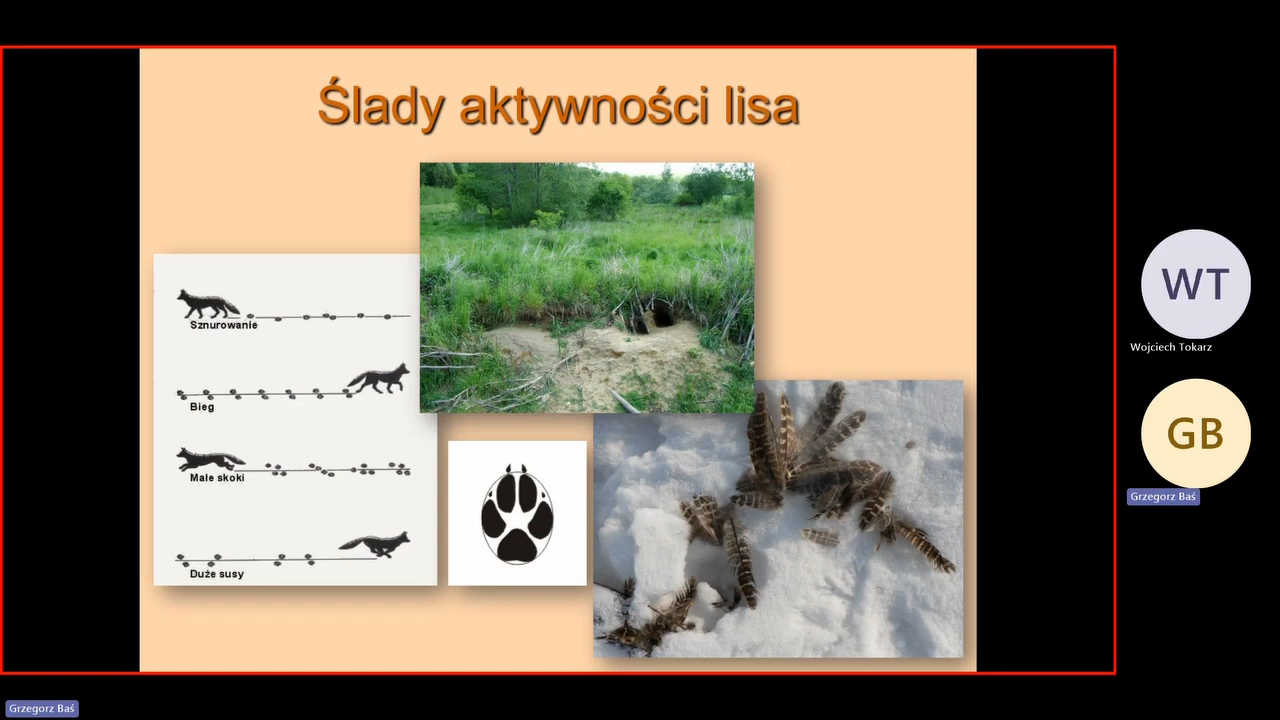 Ślady aktywności lisa
Sznurowanie
Bieg
Małe skoki
Duże susy
WT
Wojciech Tokarz
GB
Grzegorz Baś
Grzegorz Baś